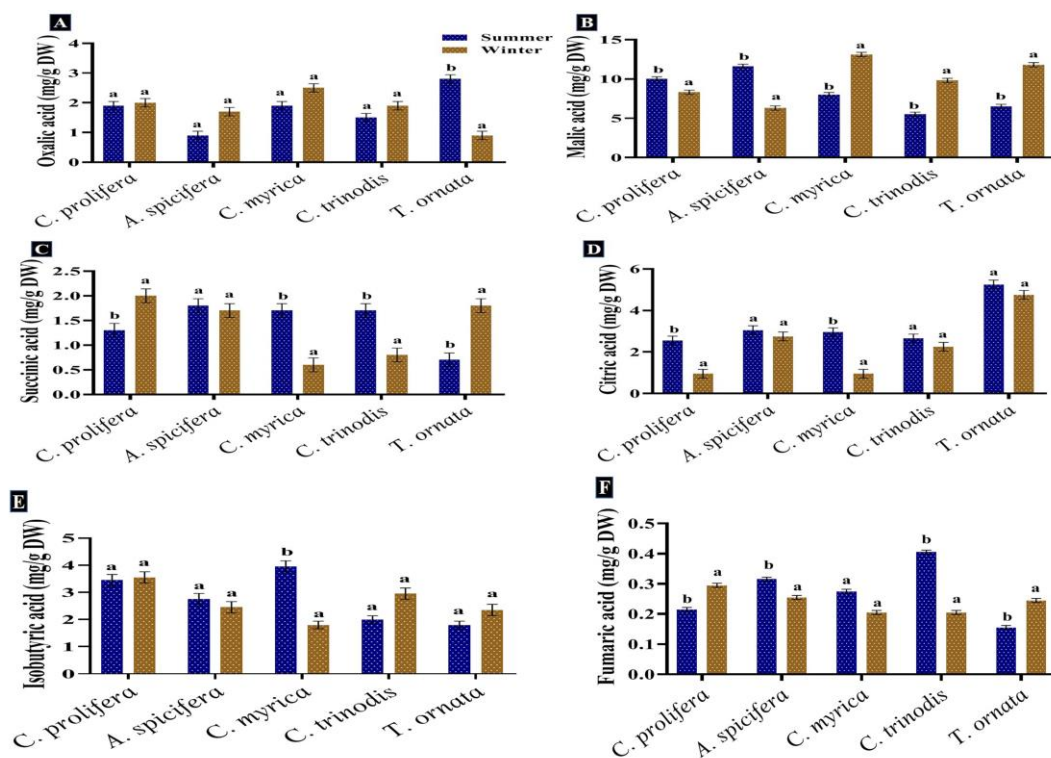 A
Summer
Winter
Oxalic acid (mg/g DW)
4
3
2
1
0
a a a a a a a a b a
C. prolifera
A. spicifera
C. myrica
C. trinodis
T. ornata
B
Malic acid (mg/g DW)
15
10
5
0
b a b a b a b a b a
C. prolifera
A. spicifera
C. myrica
C. trinodis
T. ornata
C
Succinic acid (mg/g DW)
2.5
2.0
1.5
1.0
0.5
0.0
b a a a b a b a b a
C. prolifera
A. spicifera
C. myrica
C. trinodis
T. ornata
D
Citric acid (mg/g DW)
6
4
2
0
b a a a b a a a a a
C. prolifera
A. spicifera
C. myrica
C. trinodis
T. ornata
E
Isobutyric acid (mg/g DW)
5
4
3
2
1
0
a a a a b a a a a a
C. prolifera
A. spicifera
C. myrica
C. trinodis
T. ornata
F
Fumaric acid (mg/g DW)
0.5
0.4
0.3
0.2
0.1
0.0
b a b a a a b a b a
C. prolifera
A. spicifera
C. myrica
C. trinodis
T. ornata